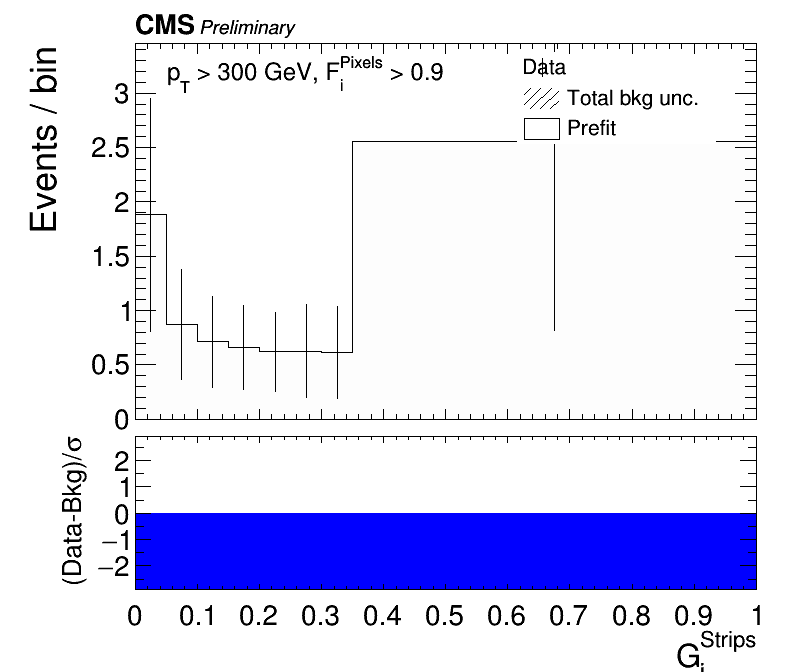 CMS Preliminary
Events / bin
p_T > 300 GeV, F_i^Pixels > 0.9
Data
Total bkg unc.
Prefit
3
2.5
2
1.5
1
0.5
0
(Data-Bkg)/σ
2
1
0
−1
−2
0 0.1 0.2 0.3 0.4 0.5 0.6 0.7 0.8 0.9 1
G_i^Strips